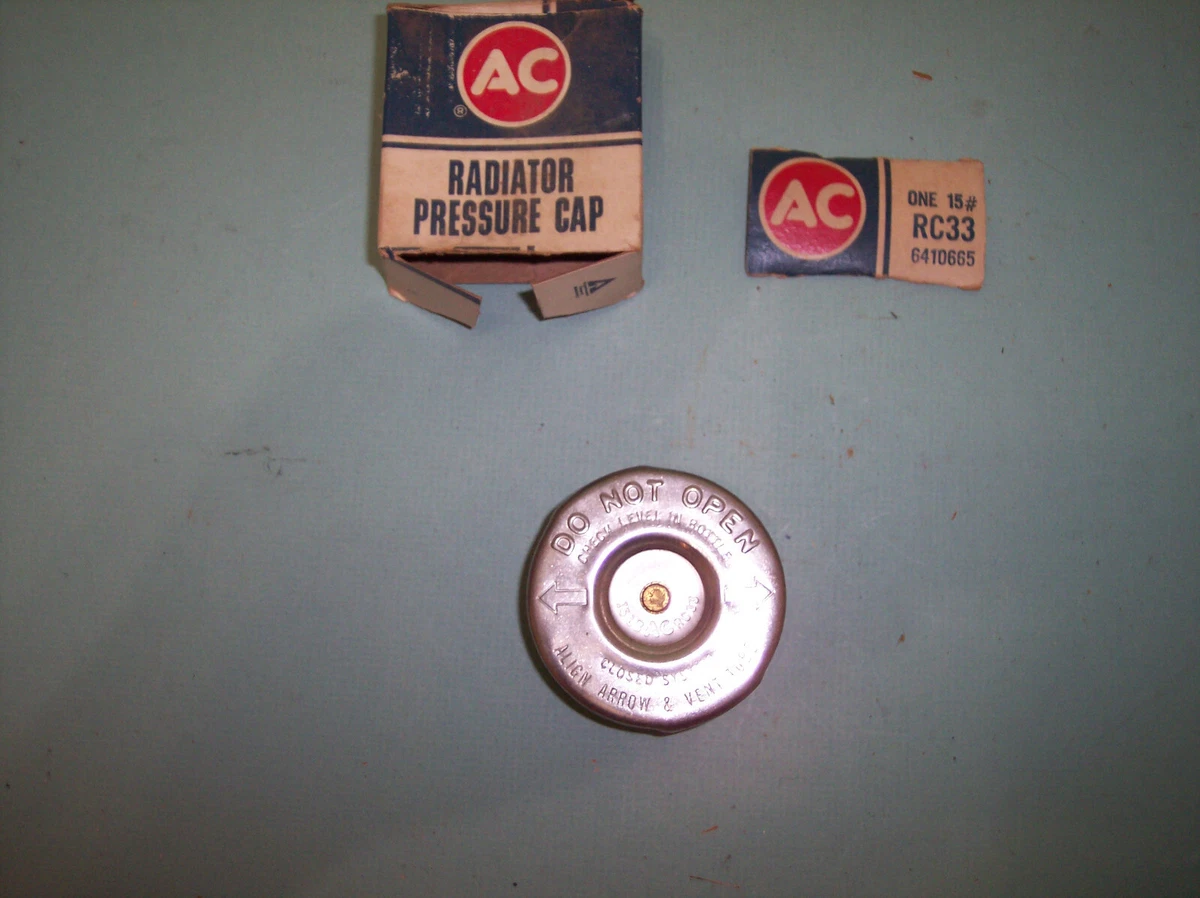 AC
®
RADIATOR
PRESSURE CAP
AC
ONE 15#
RC33
6410665
DO NOT OPEN
CHECK LEVEL IN BOTTLE
AC
CLOSED
ALIGN ARROW & VENT